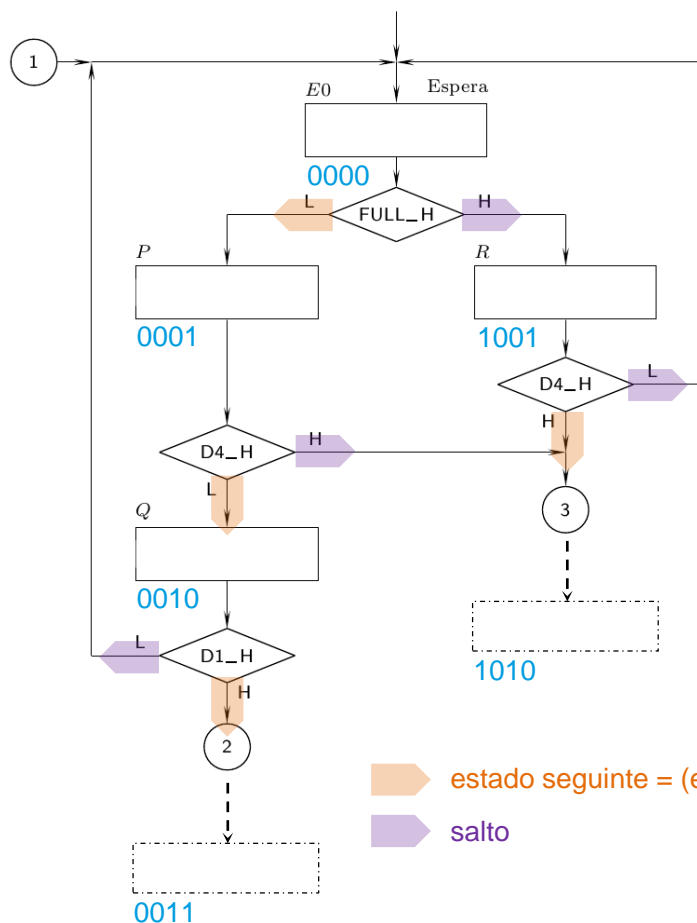 1
E0 Espera
0000
L FULL_H H
P
R
0001
1001
D4_H L
H
D4_H H
L
3
Q
0010
L D1_H
H
1010
2
estado seguinte = (e
salto
0011